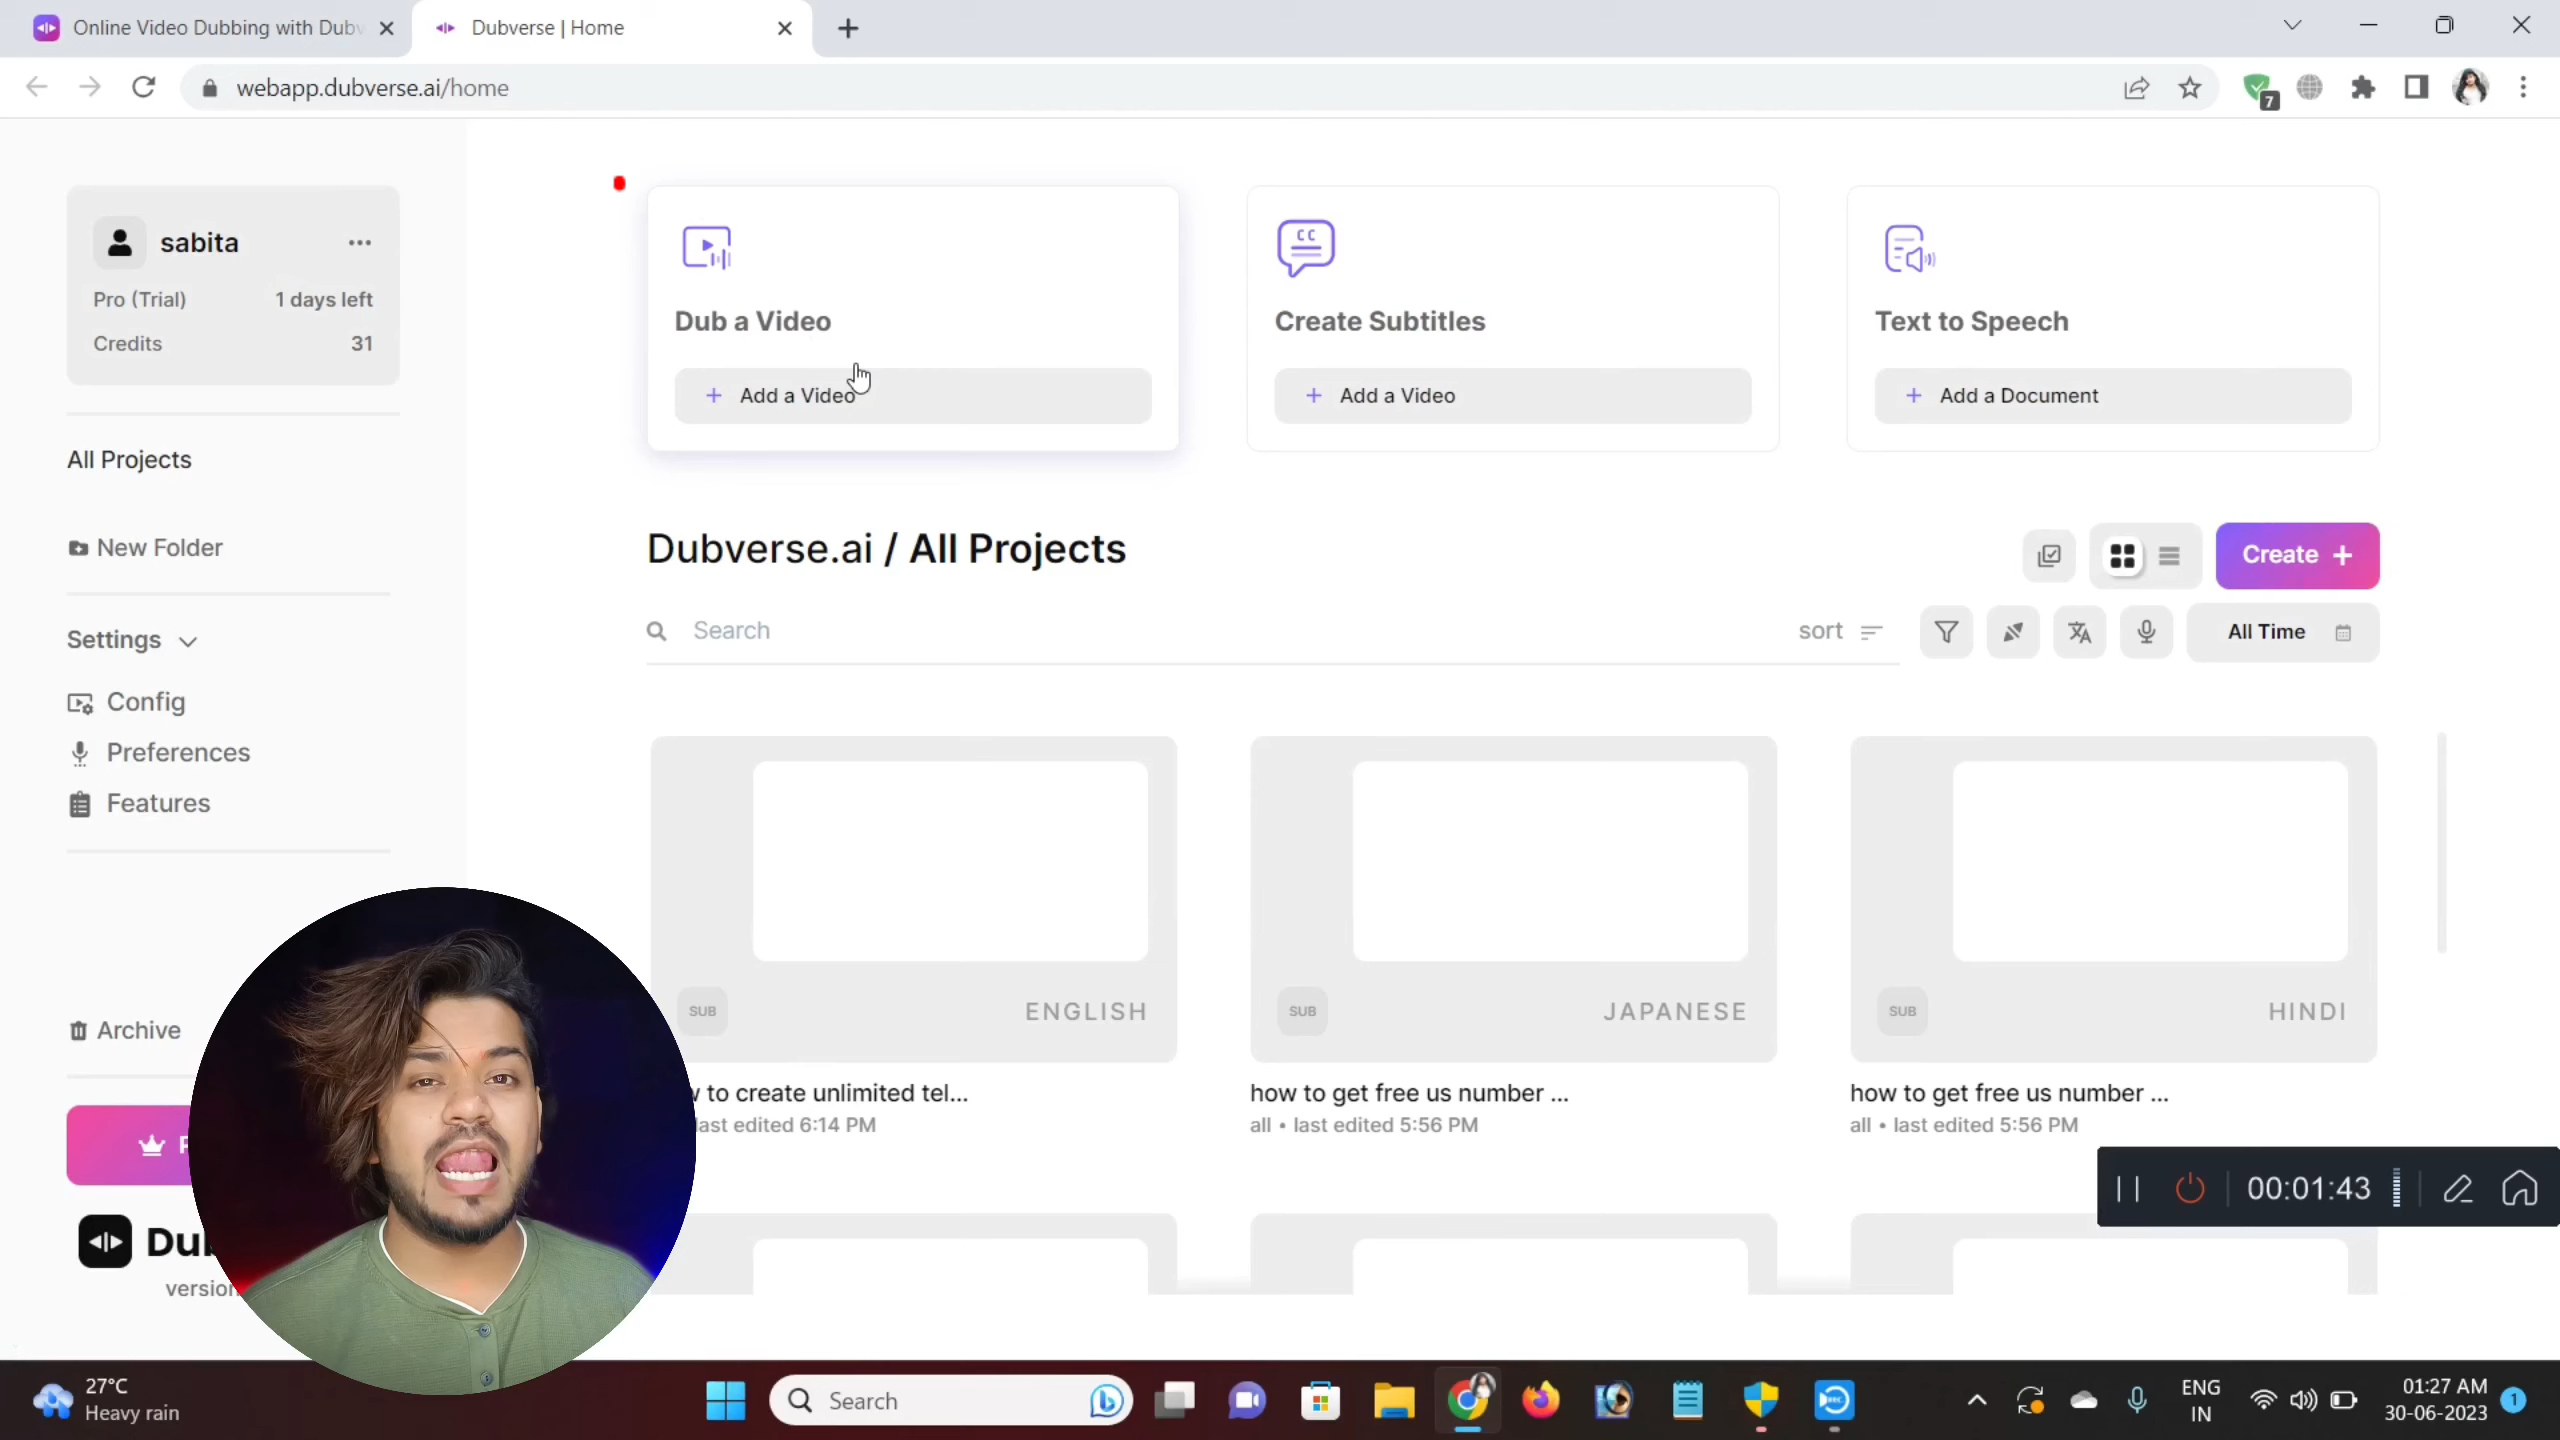 Online Video Dubbing with Dubv
Dubverse | Home
webapp.dubverse.ai/home
7
sabita
Pro (Trial) 1 days left
Credits 31
All Projects
New Folder
Settings
Config
Preferences
Features
Archive
Dub
version
Dub a Video
+ Add a Video
CC
Create Subtitles
+ Add a Video
Text to Speech
+ Add a Document
Dubverse.ai / All Projects
Create +
Search
sort
All Time
SUB ENGLISH
to create unlimited tel...
last edited 6:14 PM
SUB JAPANESE
how to get free us number ...
all • last edited 5:56 PM
SUB HINDI
how to get free us number ...
all • last edited 5:56 PM
00:01:43
27°C
Heavy rain
Search
ENG
IN
01:27 AM
30-06-2023
1